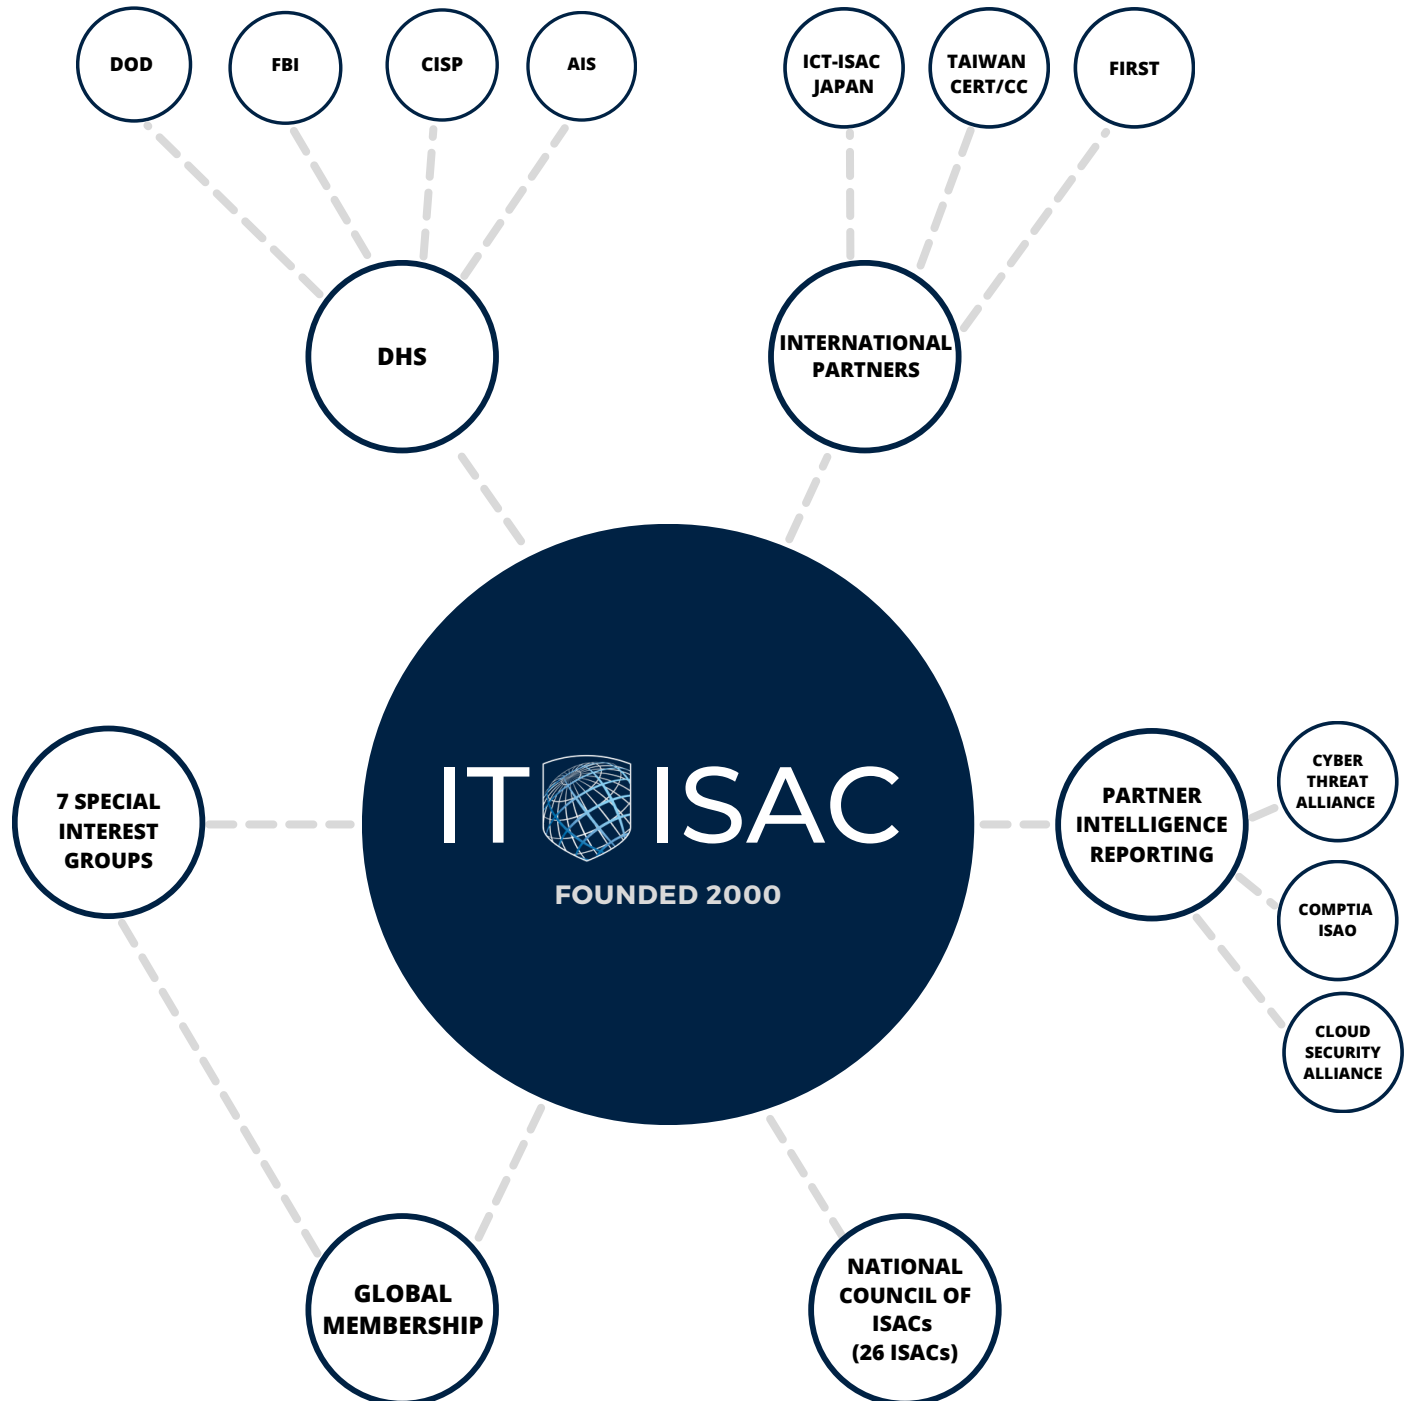 DOD
FBI
CISP
AIS
ICT-ISAC
JAPAN
TAIWAN
CERT/CC
FIRST
DHS
INTERNATIONAL
PARTNERS
7 SPECIAL
INTEREST
GROUPS
IT ISAC
FOUNDED 2000
PARTNER
INTELLIGENCE
REPORTING
CYBER
THREAT
ALLIANCE
COMPTIA
ISAO
CLOUD
SECURITY
ALLIANCE
GLOBAL
MEMBERSHIP
NATIONAL
COUNCIL OF
ISACs
(26 ISACs)